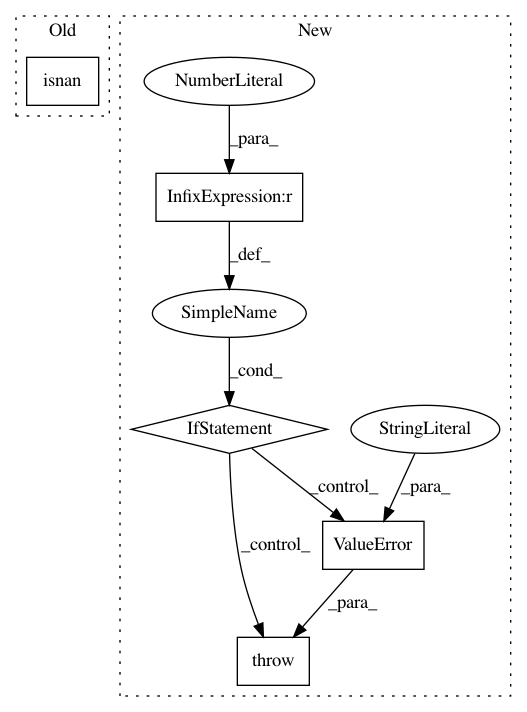 Old
New
isnan
NumberLiteral
_para_
InfixExpression:r
_def_
SimpleName
_cond_
IfStatement
StringLiteral
_control_
_para_
_control_
ValueError
_para_
throw